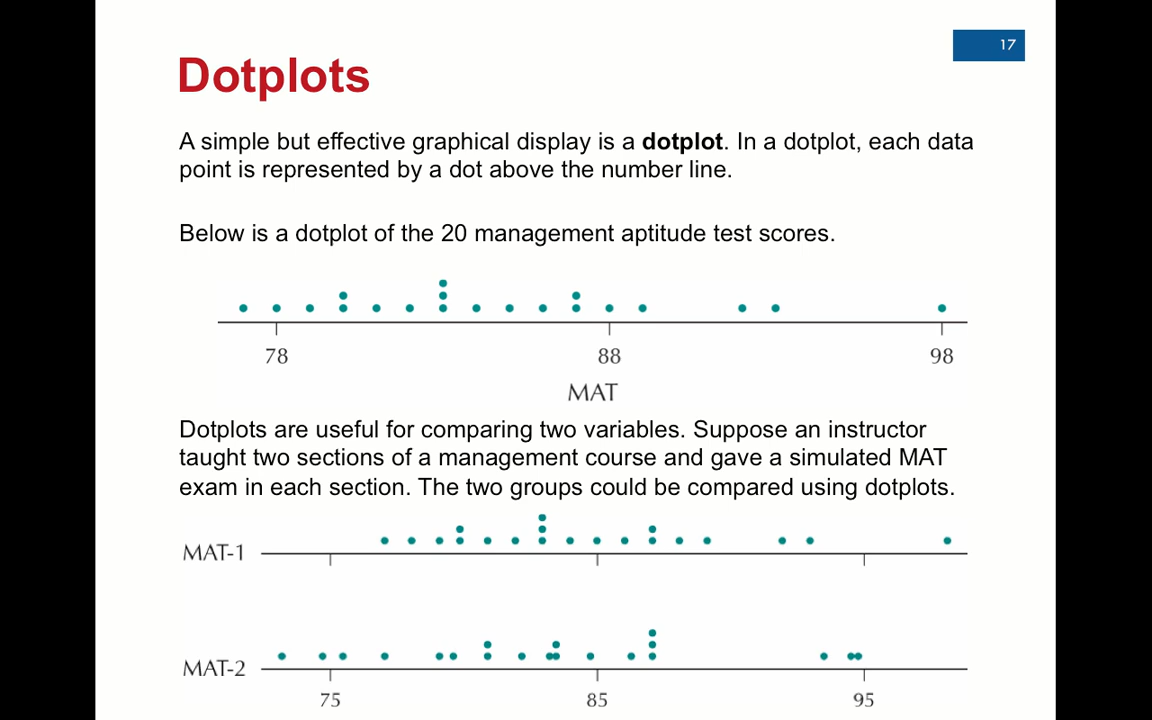 17
Dotplots
A simple but effective graphical display is a dotplot. In a dotplot, each data
point is represented by a dot above the number line.
Below is a dotplot of the 20 management aptitude test scores.
78 88 98
MAT
Dotplots are useful for comparing two variables. Suppose an instructor
taught two sections of a management course and gave a simulated MAT
exam in each section. The two groups could be compared using dotplots.
MAT-1
MAT-2
75 85 95